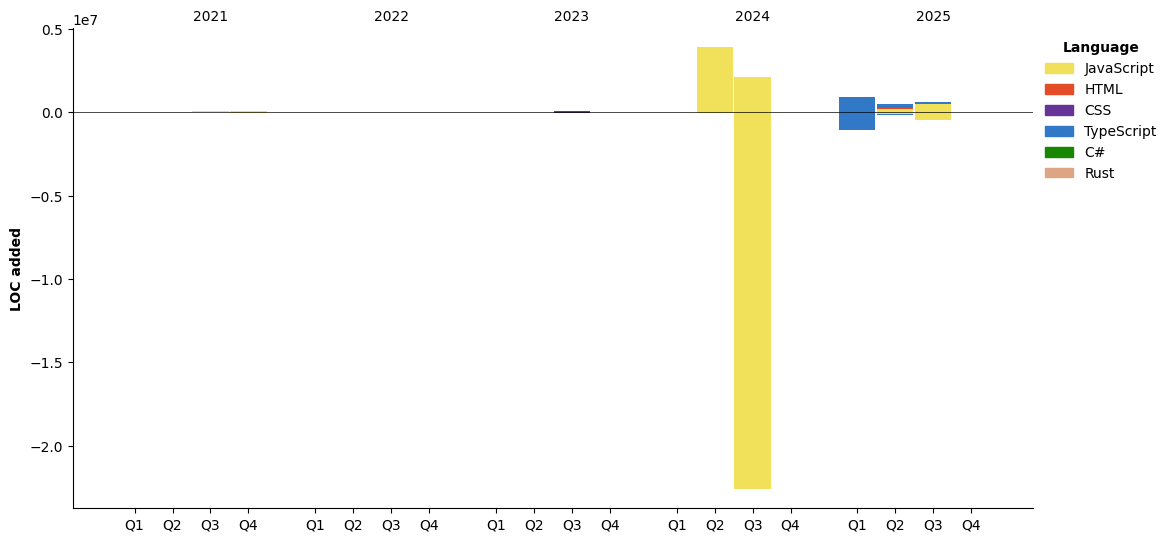 1e7
2021 2022 2023 2024 2025
0.5
0.0
−0.5
−1.0
−1.5
−2.0
LOC added
Q1 Q2 Q3 Q4 Q1 Q2 Q3 Q4 Q1 Q2 Q3 Q4 Q1 Q2 Q3 Q4 Q1 Q2 Q3 Q4
Language
JavaScript
HTML
CSS
TypeScript
C#
Rust